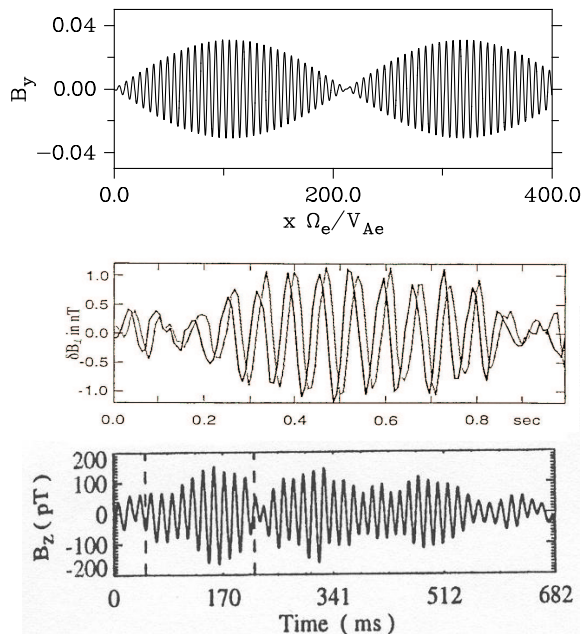 0.04
0.00
−0.04
B_y
0.0 200.0 400.0
x Ω_e/V_Ae
1.0
0.5
0.0
-0.5
-1.0
δB⊥ in nT
0.0 0.2 0.4 0.6 0.8 sec
200
100
0
-100
-200
B_Z ( pT )
0 170 341 512 682
Time ( ms )